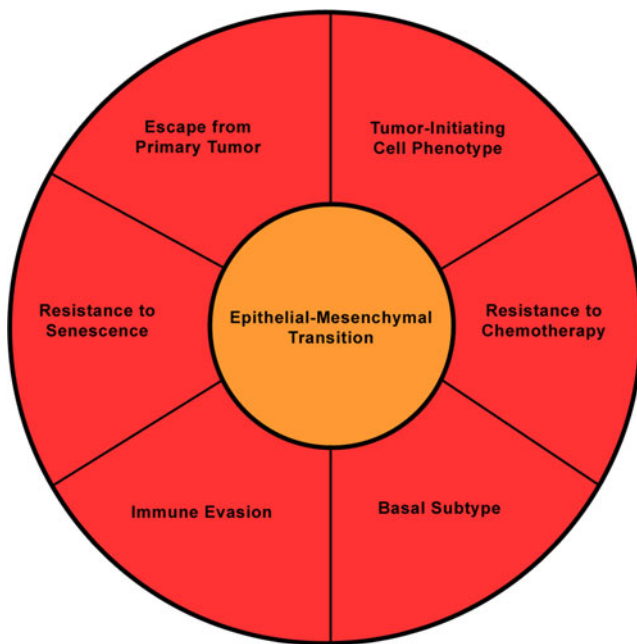 Escape from
Primary Tumor
Tumor-Initiating
Cell Phenotype
Resistance to
Senescence
Epithelial-Mesenchymal
Transition
Resistance to
Chemotherapy
Immune Evasion
Basal Subtype